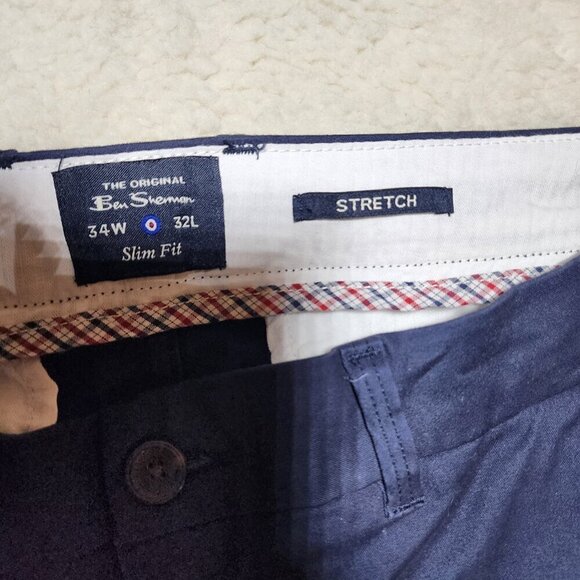 THE ORIGINAL
Ben Sherman
34W 32L
Slim Fit
STRETCH